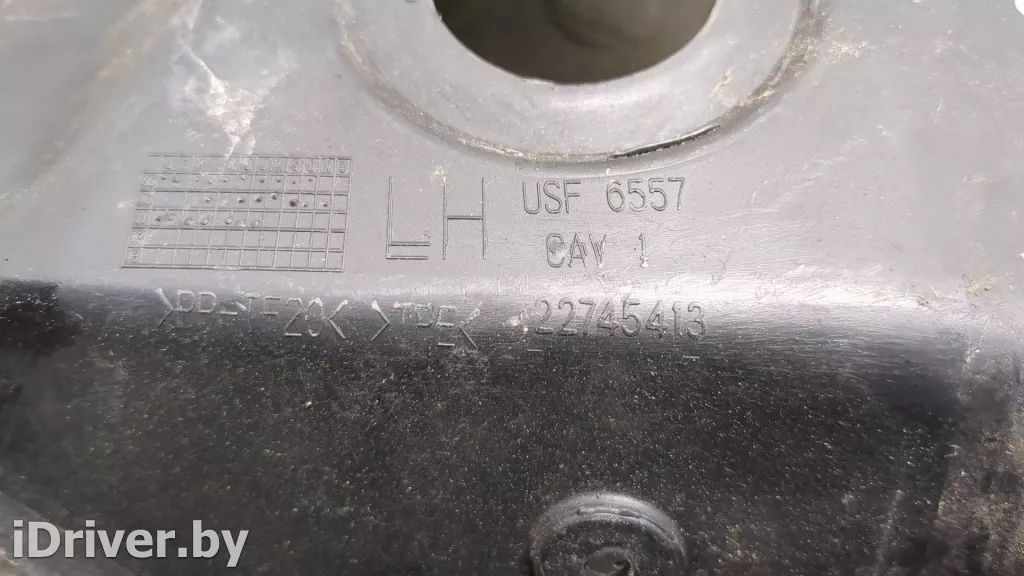 LH
USF 6557
CAV 1
>PP-TF20< >TPE< 22745413
iDriver.by